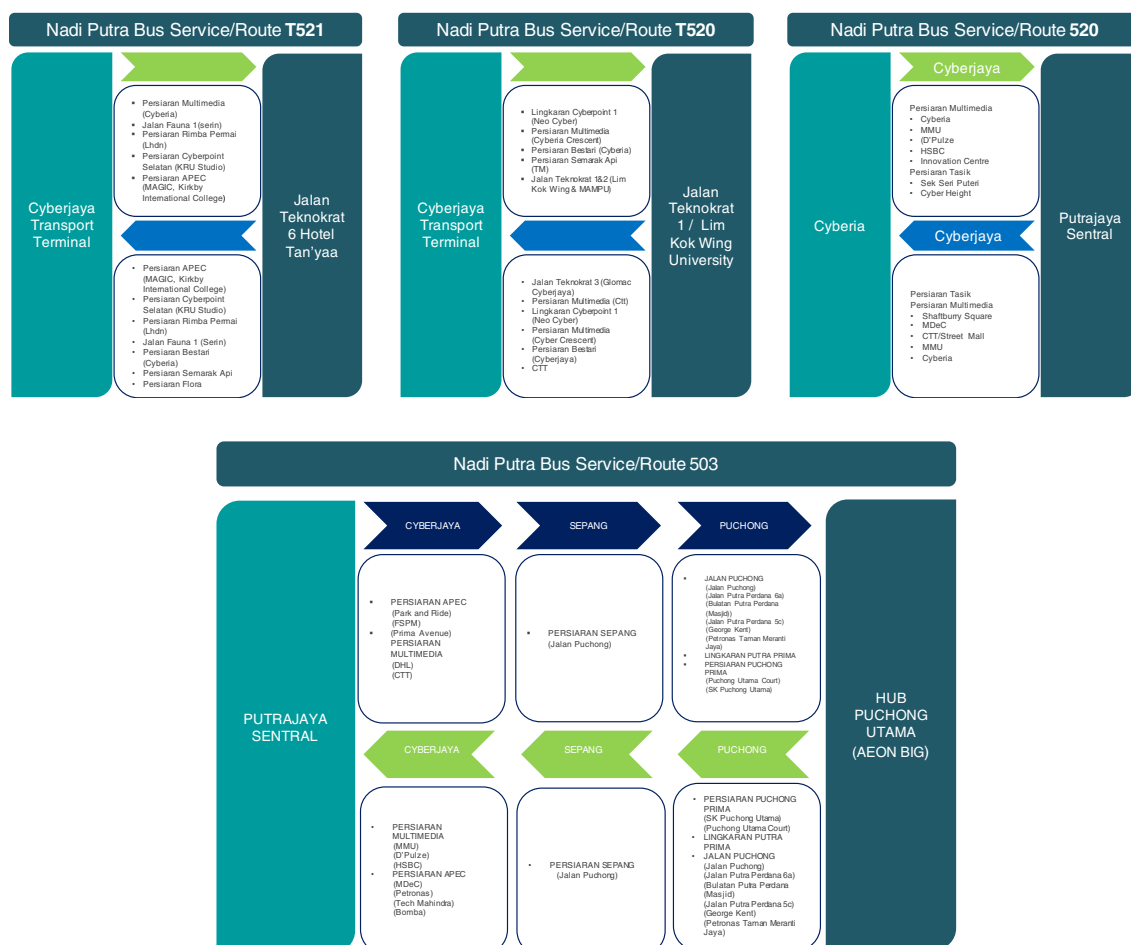 Nadi Putra Bus Service/Route T521
Cyberjaya
Transport
Terminal
▪ Persiaran Multimedia
(Cyberia)
▪ Jalan Fauna 1(serin)
▪ Persiaran Rimba Permai
(Lhdn)
▪ Persiaran Cyberpoint
Selatan (KRU Studio)
▪ Persiaran APEC
(MAGIC, Kirkby
International College)
▪ Persiaran APEC
(MAGIC, Kirkby
International College)
▪ Persiaran Cyberpoint
Selatan (KRU Studio)
▪ Persiaran Rimba Permai
(Lhdn)
▪ Jalan Fauna 1 (Serin)
▪ Persiaran Bestari
(Cyberia)
▪ Persiaran Semarak Api
▪ Persiaran Flora
Jalan
Teknokrat
6 Hotel
Tan'yaa
Nadi Putra Bus Service/Route T520
Cyberjaya
Transport
Terminal
▪ Lingkaran Cyberpoint 1
(Neo Cyber)
▪ Persiaran Multimedia
(Cyberia Crescent)
▪ Persiaran Bestari (Cyberia)
▪ Persiaran Semarak Api
(TM)
▪ Jalan Teknokrat 1&2 (Lim
Kok Wing & MAMPU)
▪ Jalan Teknokrat 3 (Glomac
Cyberjaya)
▪ Persiaran Multimedia (Ctt)
▪ Lingkaran Cyberpoint 1
(Neo Cyber)
▪ Persiaran Multimedia
(Cyber Crescent)
▪ Persiaran Bestari
(Cyberjaya)
▪ CTT
Jalan
Teknokrat
1 / Lim
Kok Wing
University
Nadi Putra Bus Service/Route 520
Cyberia
Cyberjaya
Persiaran Multimedia
• Cyberia
• MMU
• (D'Pulze
• HSBC
• Innovation Centre
Persiaran Tasik
• Sek Seri Puteri
• Cyber Height
Cyberjaya
Persiaran Tasik
Persiaran Multimedia
• Shaftburry Square
• MDeC
• CTT/Street Mall
• MMU
• Cyberia
Putrajaya
Sentral
Nadi Putra Bus Service/Route 503
PUTRAJAYA
SENTRAL
CYBERJAYA
▪ PERSIARAN APEC
(Park and Ride)
(FSPM)
▪ (Prima Avenue)
PERSIARAN
MULTIMEDIA
(DHL)
(CTT)
SEPANG
▪ PERSIARAN SEPANG
(Jalan Puchong)
PUCHONG
▪ JALAN PUCHONG
(Jalan Puchong)
(Jalan Putra Perdana 6a)
(Bulatan Putra Perdana
(Masjid))
(Jalan Putra Perdana 5c)
(George Kent)
(Petronas Taman Meranti
Jaya)
▪ LINGKARAN PUTRA PRIMA
▪ PERSIARAN PUCHONG
PRIMA
(Puchong Utama Court)
(SK Puchong Utama)
CYBERJAYA
• PERSIARAN
MULTIMEDIA
(MMU)
(D'Pulze)
(HSBC)
• PERSIARAN APEC
(MDeC)
(Petronas)
(Tech Mahindra)
(Bomba)
SEPANG
• PERSIARAN SEPANG
(Jalan Puchong)
PUCHONG
• PERSIARAN PUCHONG
PRIMA
(SK Puchong Utama)
(Puchong Utama Court)
• LINGKARAN PUTRA
PRIMA
• JALAN PUCHONG
(Jalan Puchong)
(Jalan Putra Perdana 6a)
(Bulatan Putra Perdana
(Masjid)
(Jalan Putra Perdana 5c)
(George Kent)
(Petronas Taman Meranti
Jaya)
HUB
PUCHONG
UTAMA
(AEON BIG)